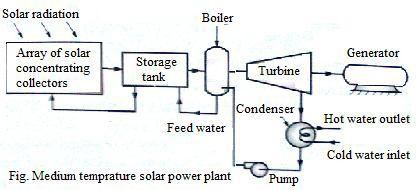 Solar radiation
Boiler
Array of solar
concentrating
collectors
Storage
tank
Turbine
Generator
Condenser
Hot water outlet
Feed water
Cold water inlet
Pump
Fig. Medium temprature solar power plant